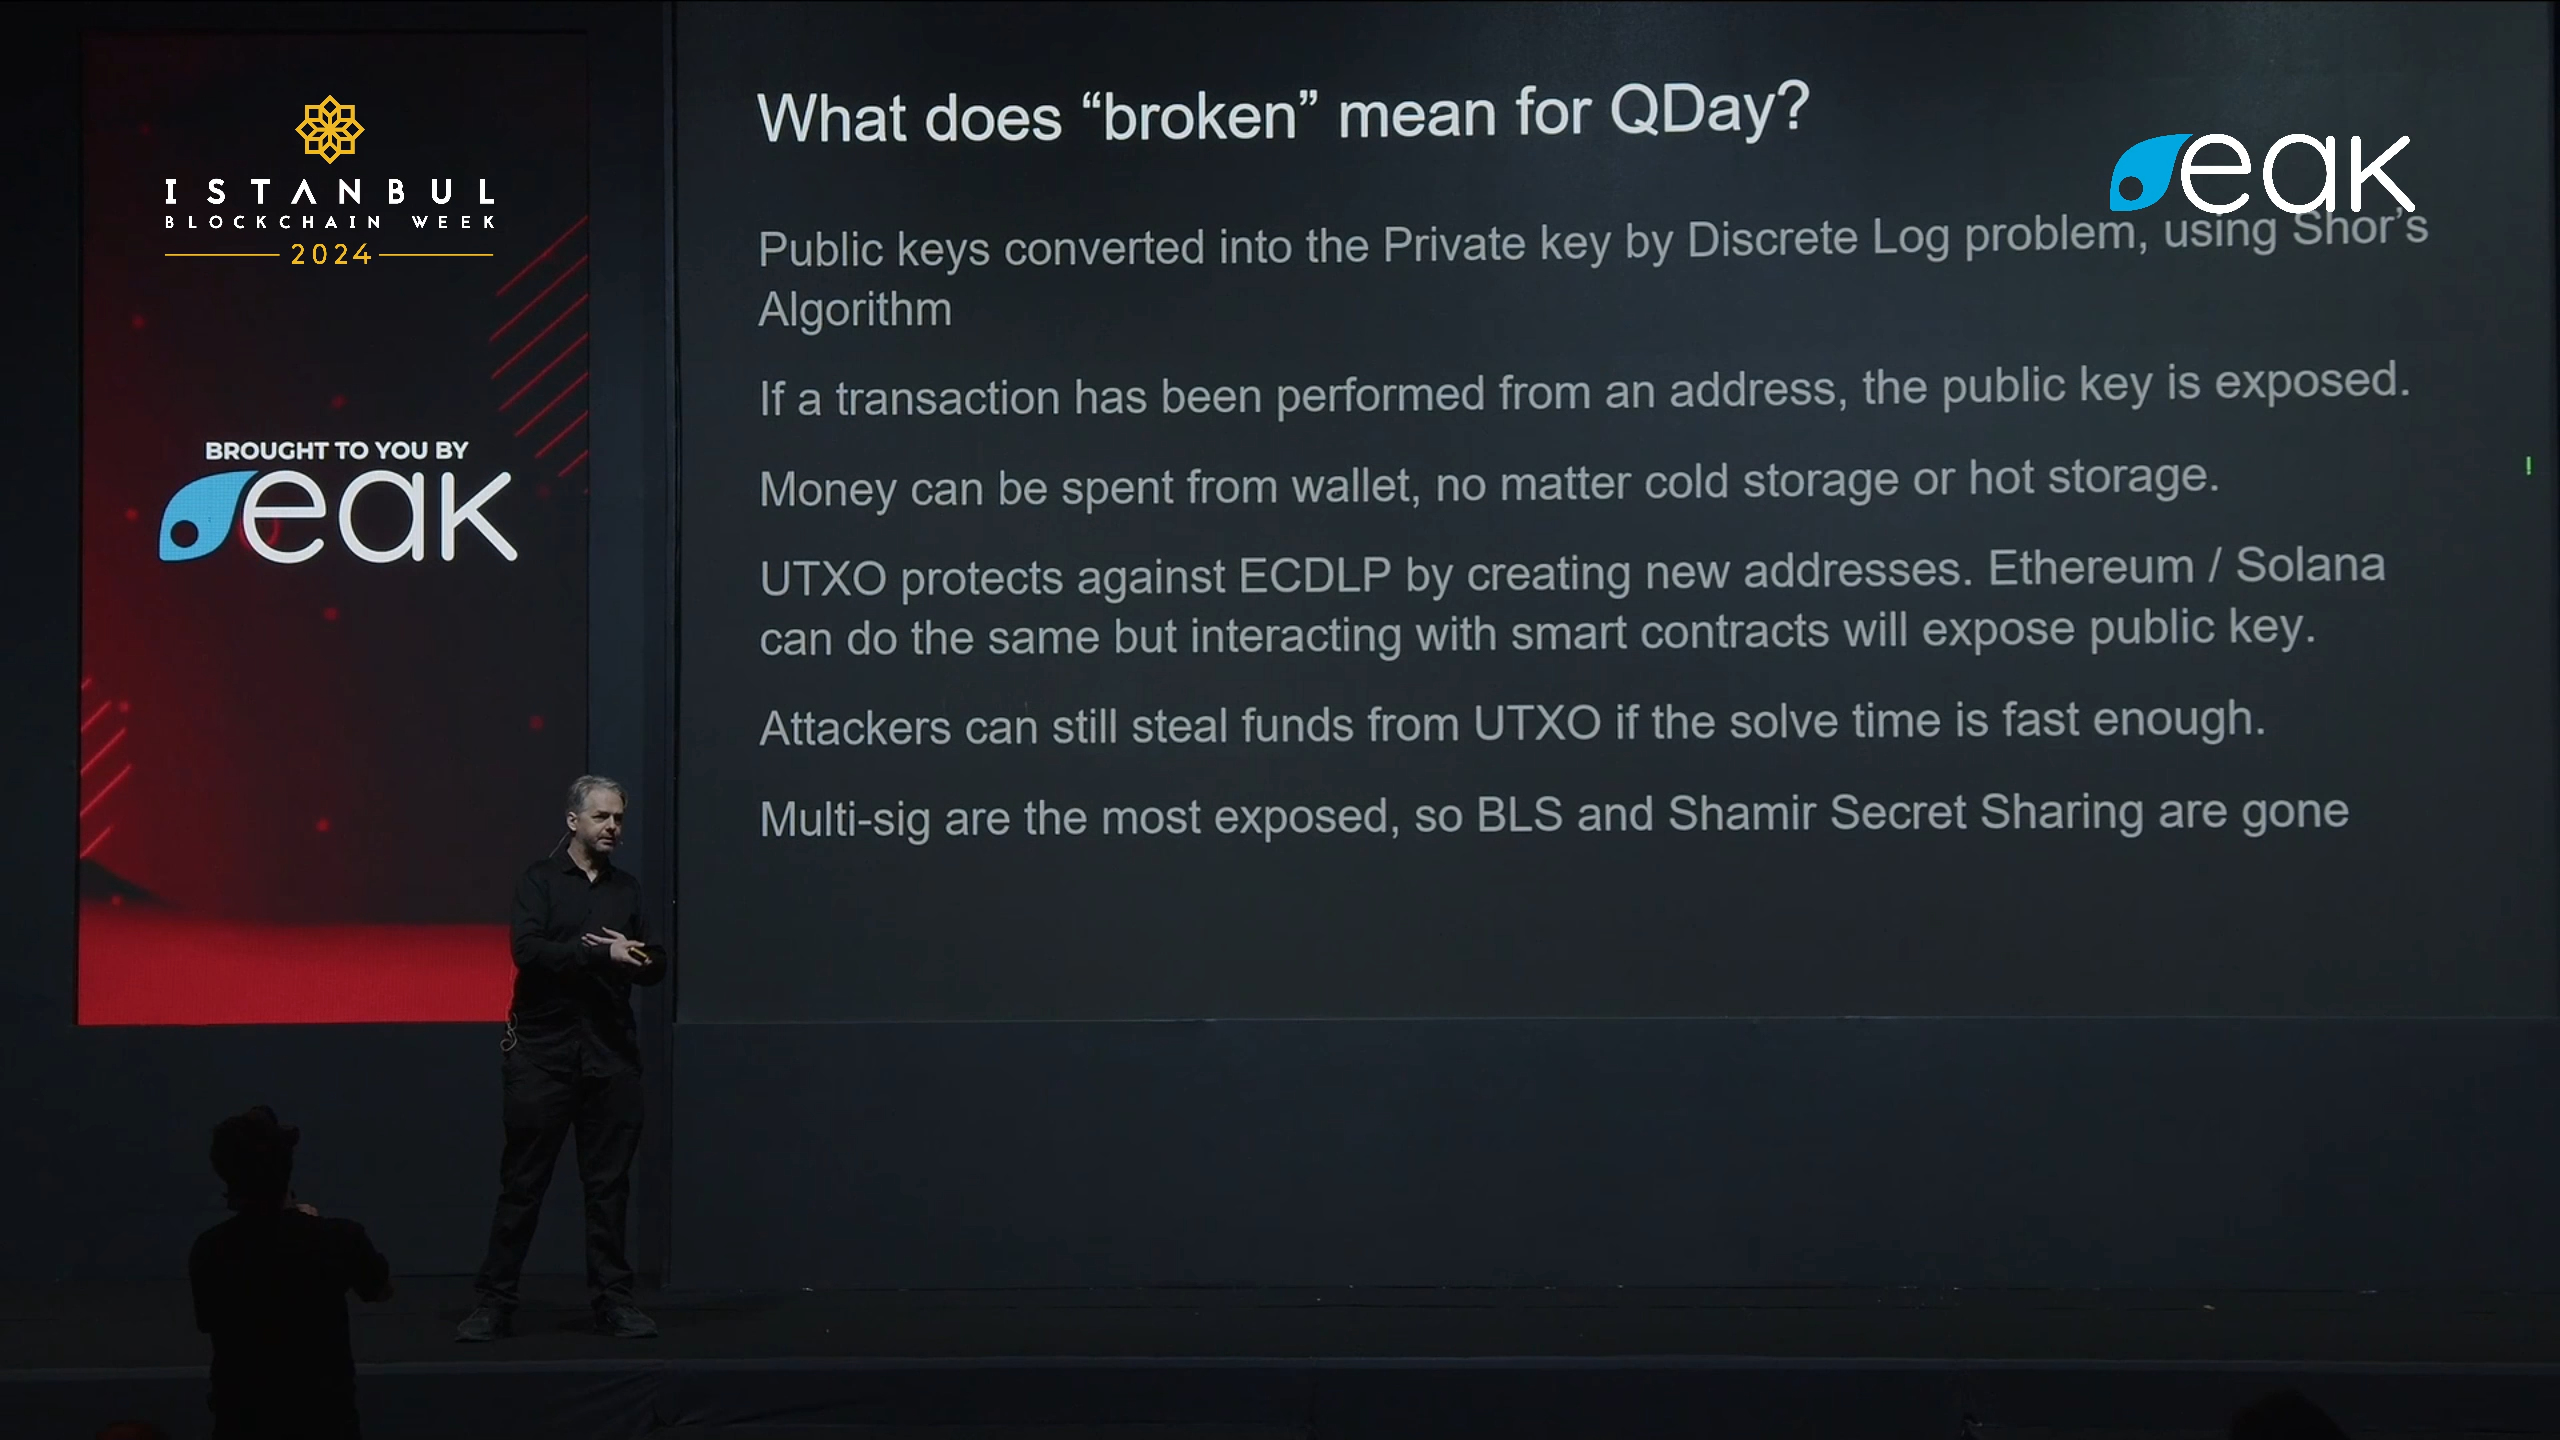 ISTANBUL
BLOCKCHAIN WEEK
2024
BROUGHT TO YOU BY
eak
What does “broken” mean for QDay?
eak
Public keys converted into the Private key by Discrete Log problem, using Shor’s
Algorithm
If a transaction has been performed from an address, the public key is exposed.
Money can be spent from wallet, no matter cold storage or hot storage.
UTXO protects against ECDLP by creating new addresses. Ethereum / Solana
can do the same but interacting with smart contracts will expose public key.
Attackers can still steal funds from UTXO if the solve time is fast enough.
Multi-sig are the most exposed, so BLS and Shamir Secret Sharing are gone